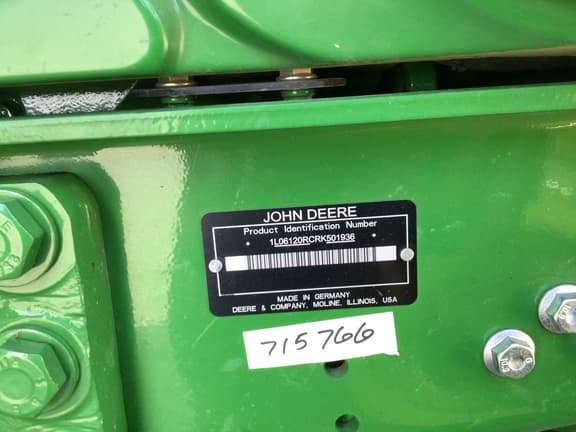 JOHN DEERE
Product Identification Number
* 1L06120RCRK501936 *
MADE IN GERMANY
DEERE & COMPANY, MOLINE, ILLINOIS, USA
715766